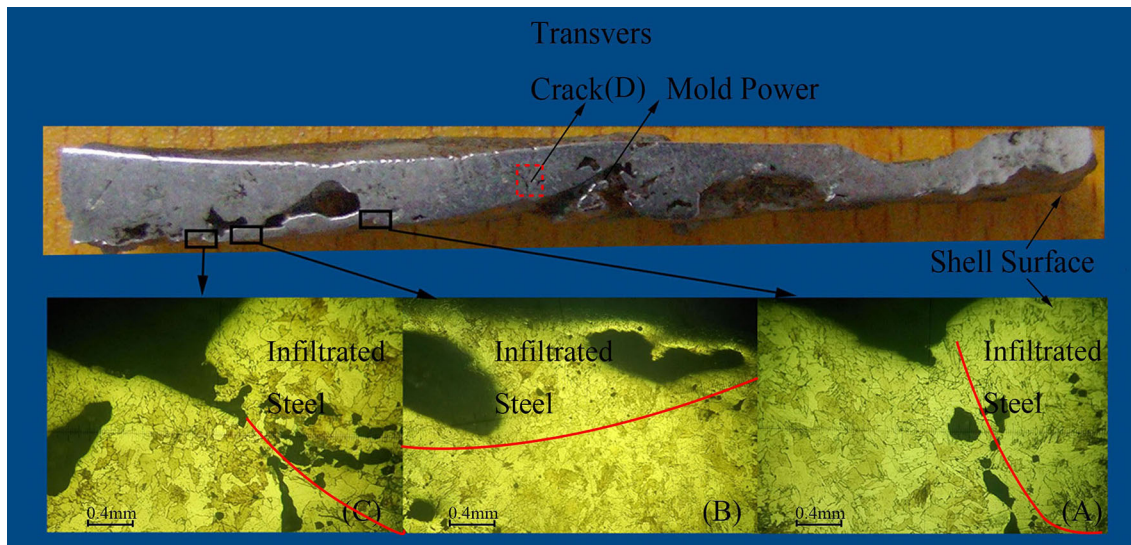 Transvers
Crack(D)
Mold Power
Shell Surface
Infiltrated
Steel
Infiltrated
Steel
Infiltrated
Steel
0.4mm
(C)
0.4mm
(B)
0.4mm
(A)